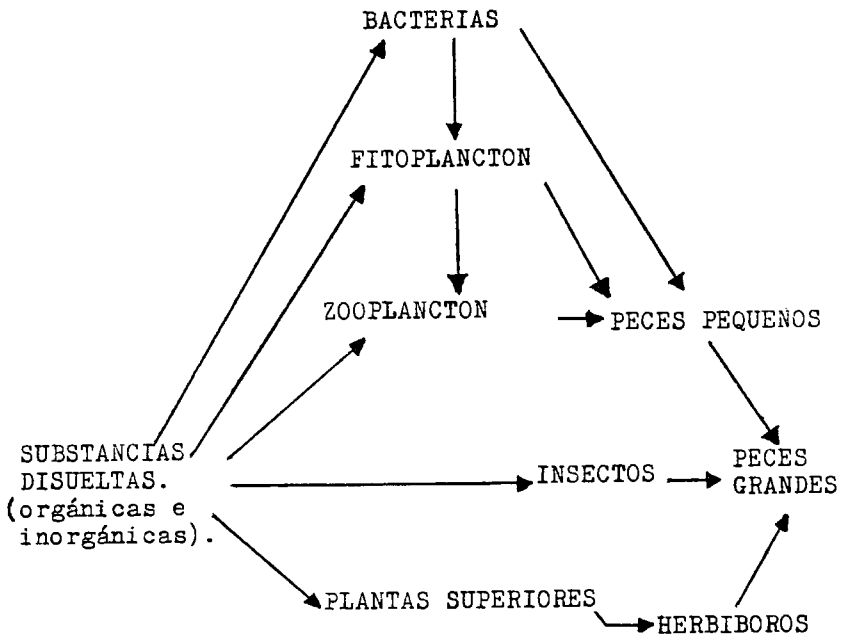 BACTERIAS
FITOPLANCTON
ZOOPLANCTON
PECES PEQUEÑOS
SUBSTANCIAS
DISUELTAS.
(orgánicas e
inorgánicas).
INSECTOS
PECES
GRANDES
PLANTAS SUPERIORES
HERBIBOROS